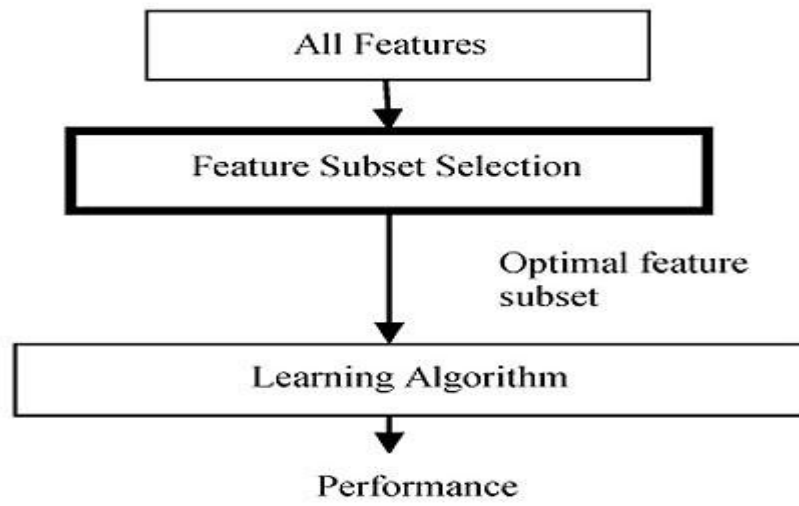 All Features
Feature Subset Selection
Optimal feature
subset
Learning Algorithm
Performance